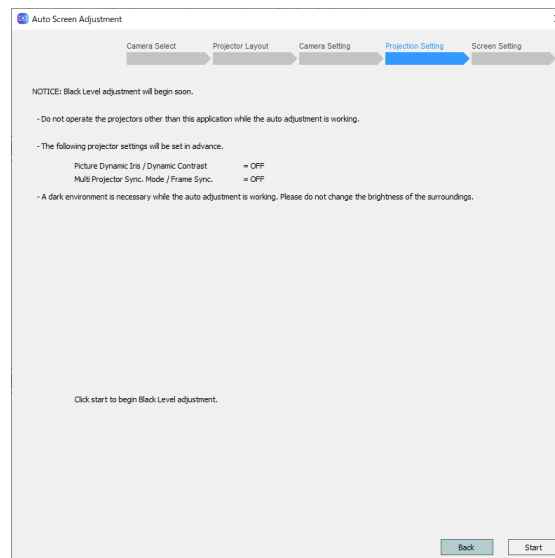 Auto Screen Adjustment
Camera Select
Projector Layout
Camera Setting
Projection Setting
Screen Setting
NOTICE: Black Level adjustment will begin soon.
- Do not operate the projectors other than this application while the auto adjustment is working.
- The following projector settings will be set in advance.
Picture Dynamic Iris / Dynamic Contrast = OFF
Multi Projector Sync. Mode / Frame Sync. = OFF
- A dark environment is necessary while the auto adjustment is working. Please do not change the brightness of the surroundings.
Click start to begin Black Level adjustment.
Back
Start